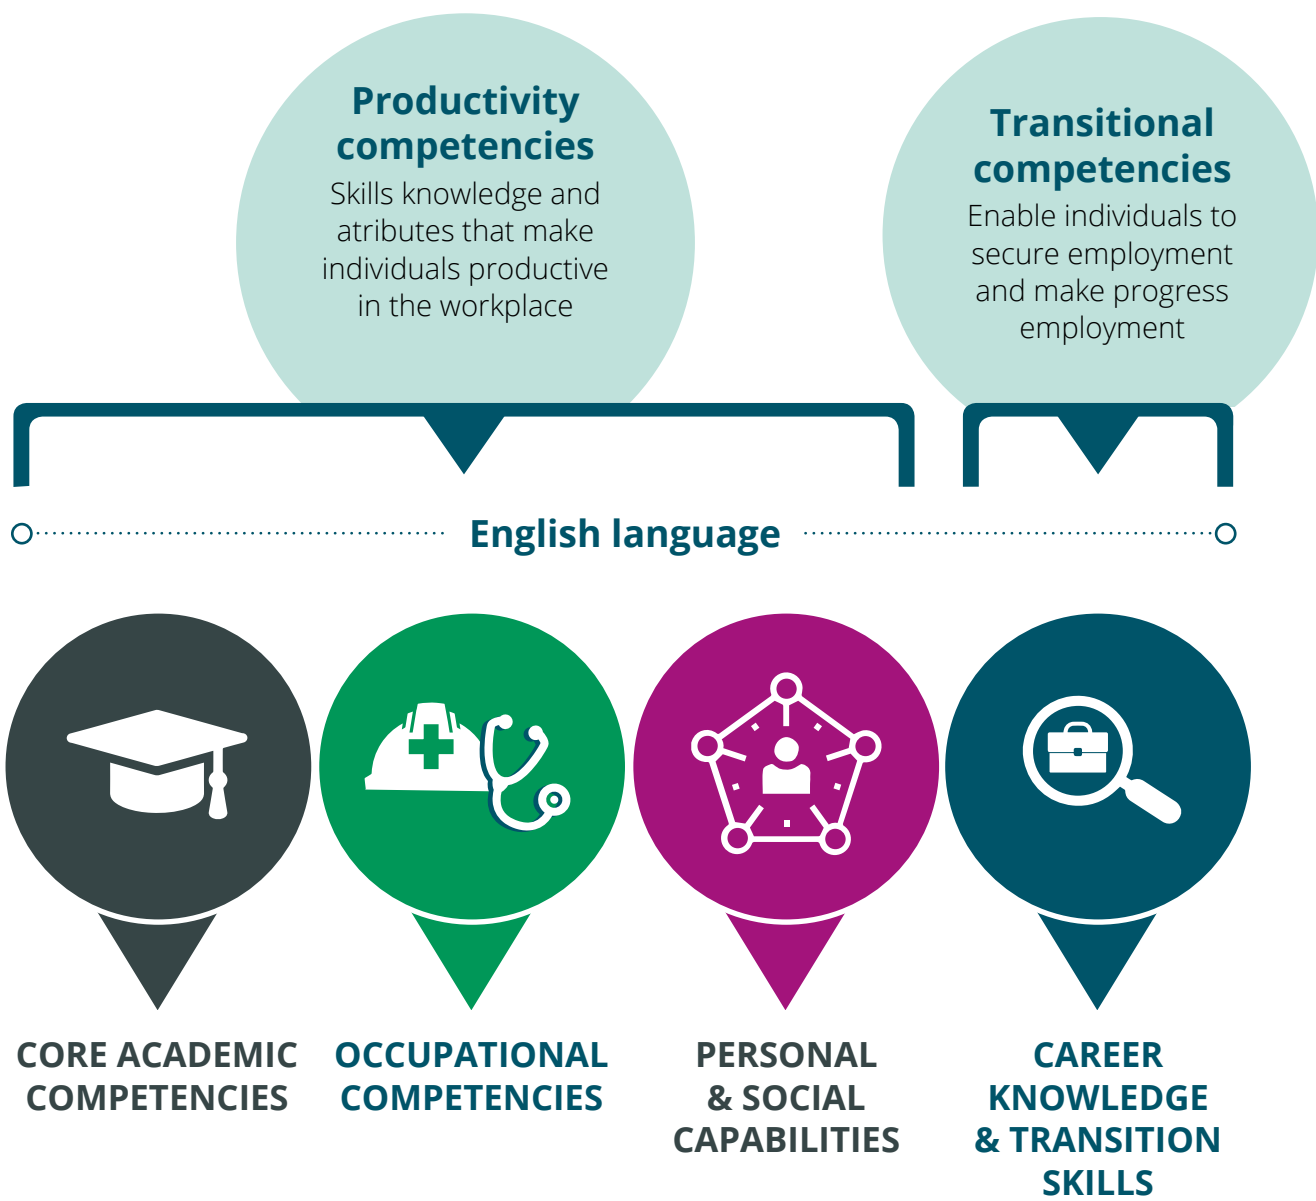 Productivity
competencies
Skills knowledge and
atributes that make
individuals productive
in the workplace
Transitional
competencies
Enable individuals to
secure employment
and make progress
employment
English language
CORE ACADEMIC
COMPETENCIES
OCCUPATIONAL
COMPETENCIES
PERSONAL
& SOCIAL
CAPABILITIES
CAREER
KNOWLEDGE
& TRANSITION
SKILLS